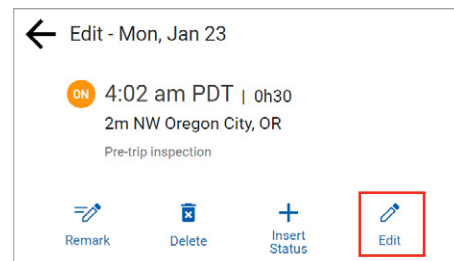 Edit - Mon, Jan 23
ON 4:02 am PDT | 0h30
2m NW Oregon City, OR
Pre-trip inspection
Remark Delete Insert Status Edit